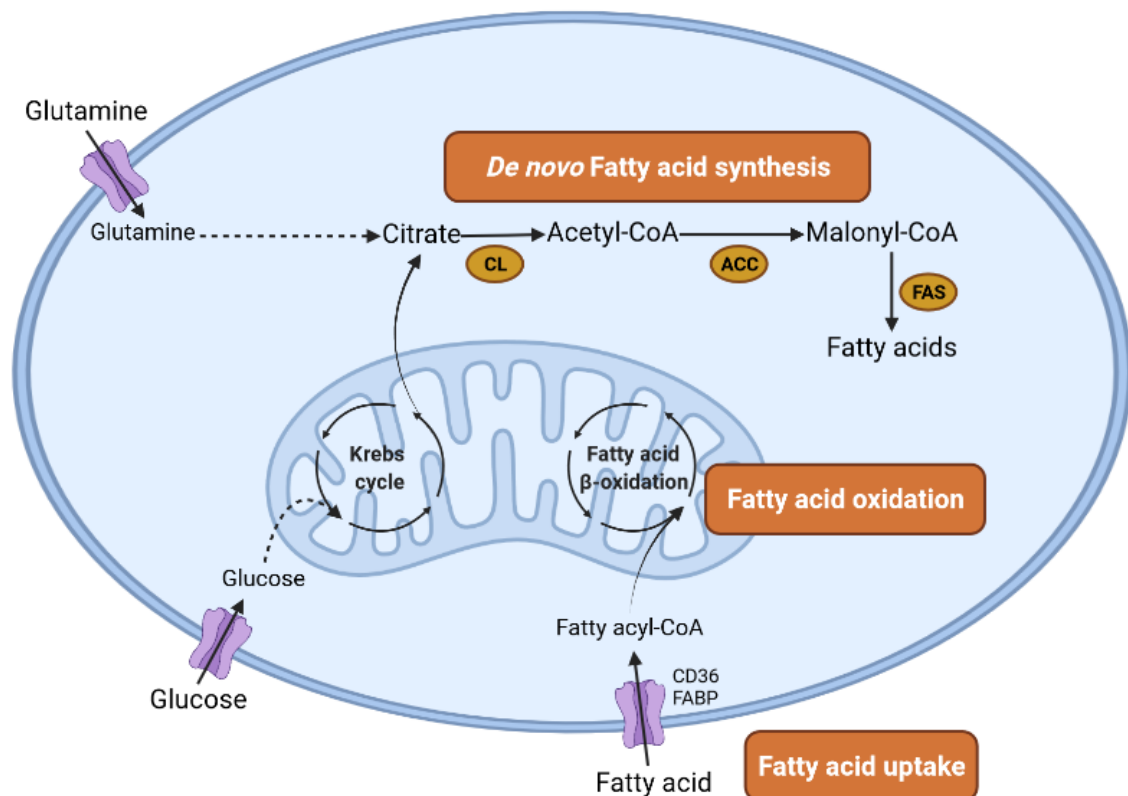 Glutamine
De novo Fatty acid synthesis
Glutamine
Citrate
Acetyl-CoA
Malonyl-CoA
CL
ACC
FAS
Fatty acids
Krebs
cycle
Fatty acid
β-oxidation
Fatty acid oxidation
Glucose
Fatty acyl-CoA
CD36
FABP
Glucose
Fatty acid
Fatty acid uptake